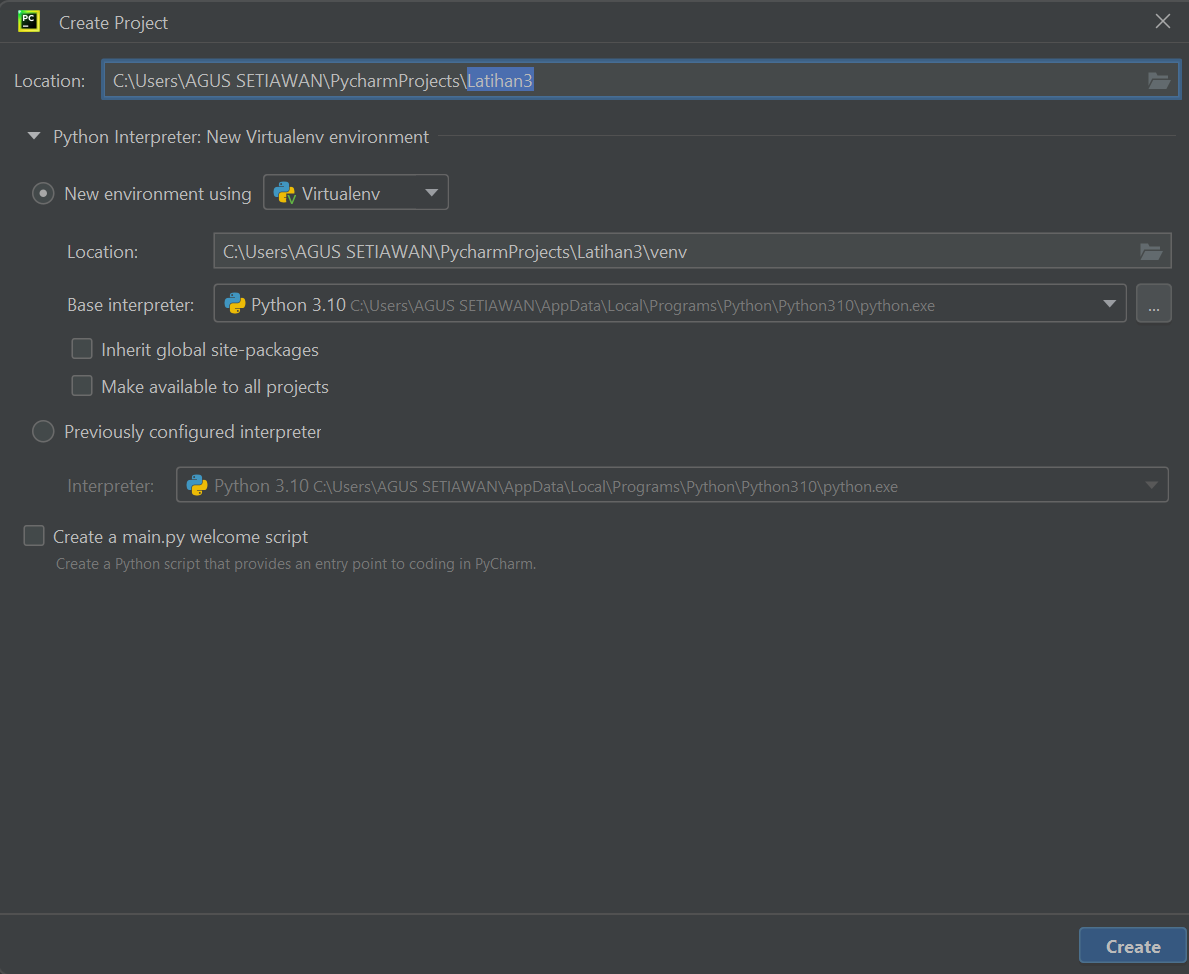 PC Create Project
Location: C:\Users\AGUS SETIAWAN\PycharmProjects\Latihan3
Python Interpreter: New Virtualenv environment
New environment using Virtualenv
Location: C:\Users\AGUS SETIAWAN\PycharmProjects\Latihan3\venv
Base interpreter: Python 3.10 C:\Users\AGUS SETIAWAN\AppData\Local\Programs\Python\Python310\python.exe ...
Inherit global site-packages
Make available to all projects
Previously configured interpreter
Interpreter: Python 3.10 C:\Users\AGUS SETIAWAN\AppData\Local\Programs\Python\Python310\python.exe
Create a main.py welcome script
Create a Python script that provides an entry point to coding in PyCharm.
Create